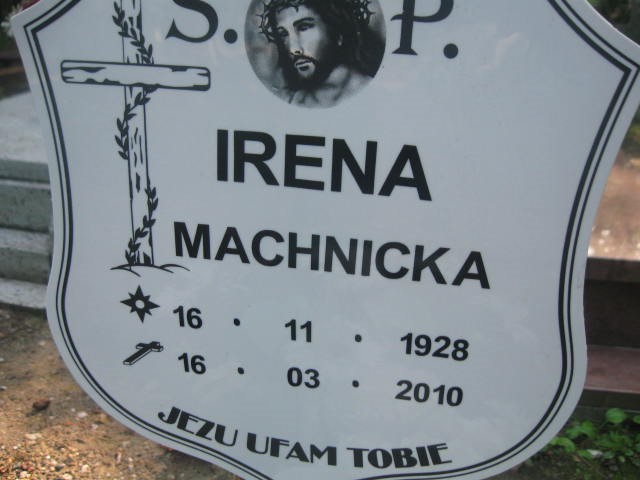 S. P.
IRENA
MACHNICKA
16 • 11 • 1928
16 • 03 • 2010
JEZU UFAM TOBIE